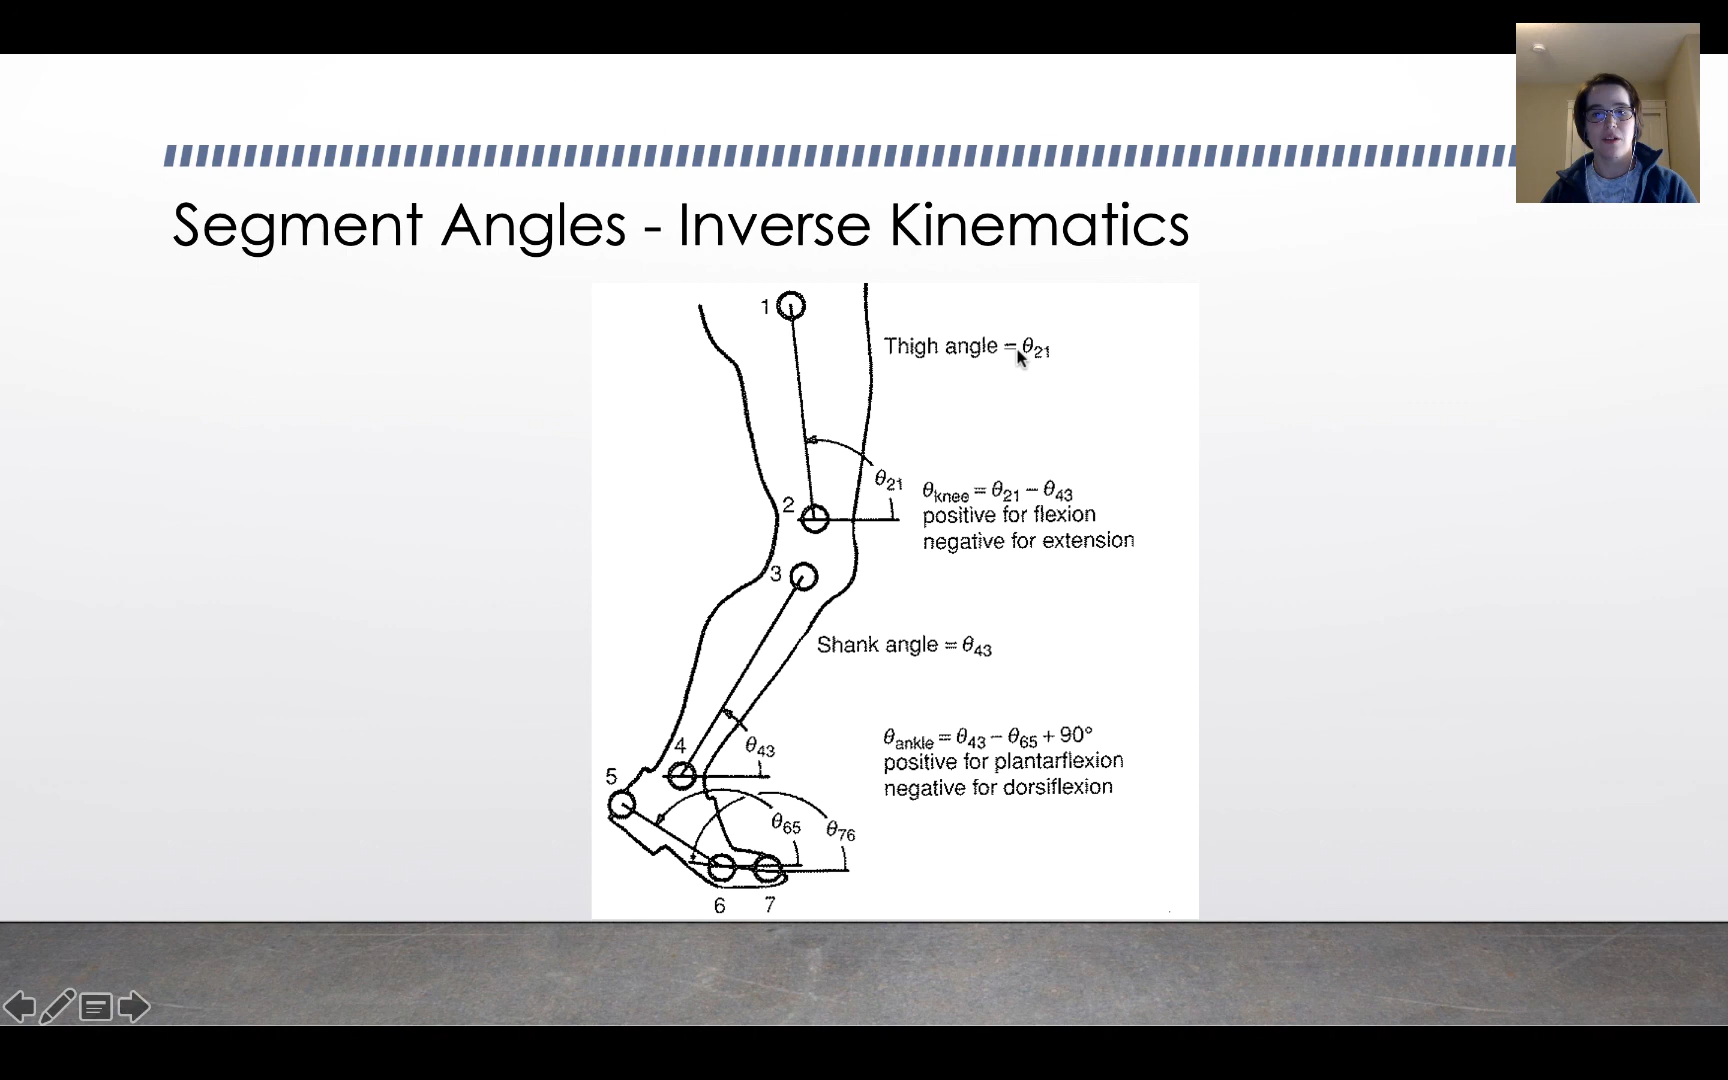 Segment Angles - Inverse Kinematics
1
Thigh angle = θ21
θ21
2
θknee = θ21 − θ43
positive for flexion
negative for extension
3
Shank angle = θ43
4
θ43
θankle = θ43 − θ65 + 90°
positive for plantarflexion
negative for dorsiflexion
5
θ65
θ76
6
7